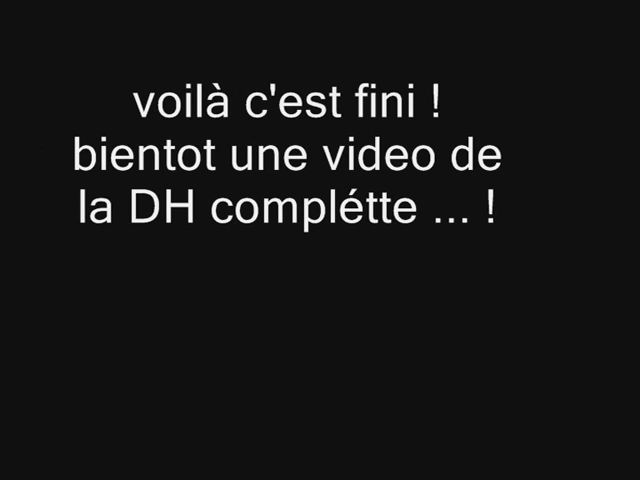 voilà c'est fini !
bientot une video de
la DH complétte ... !